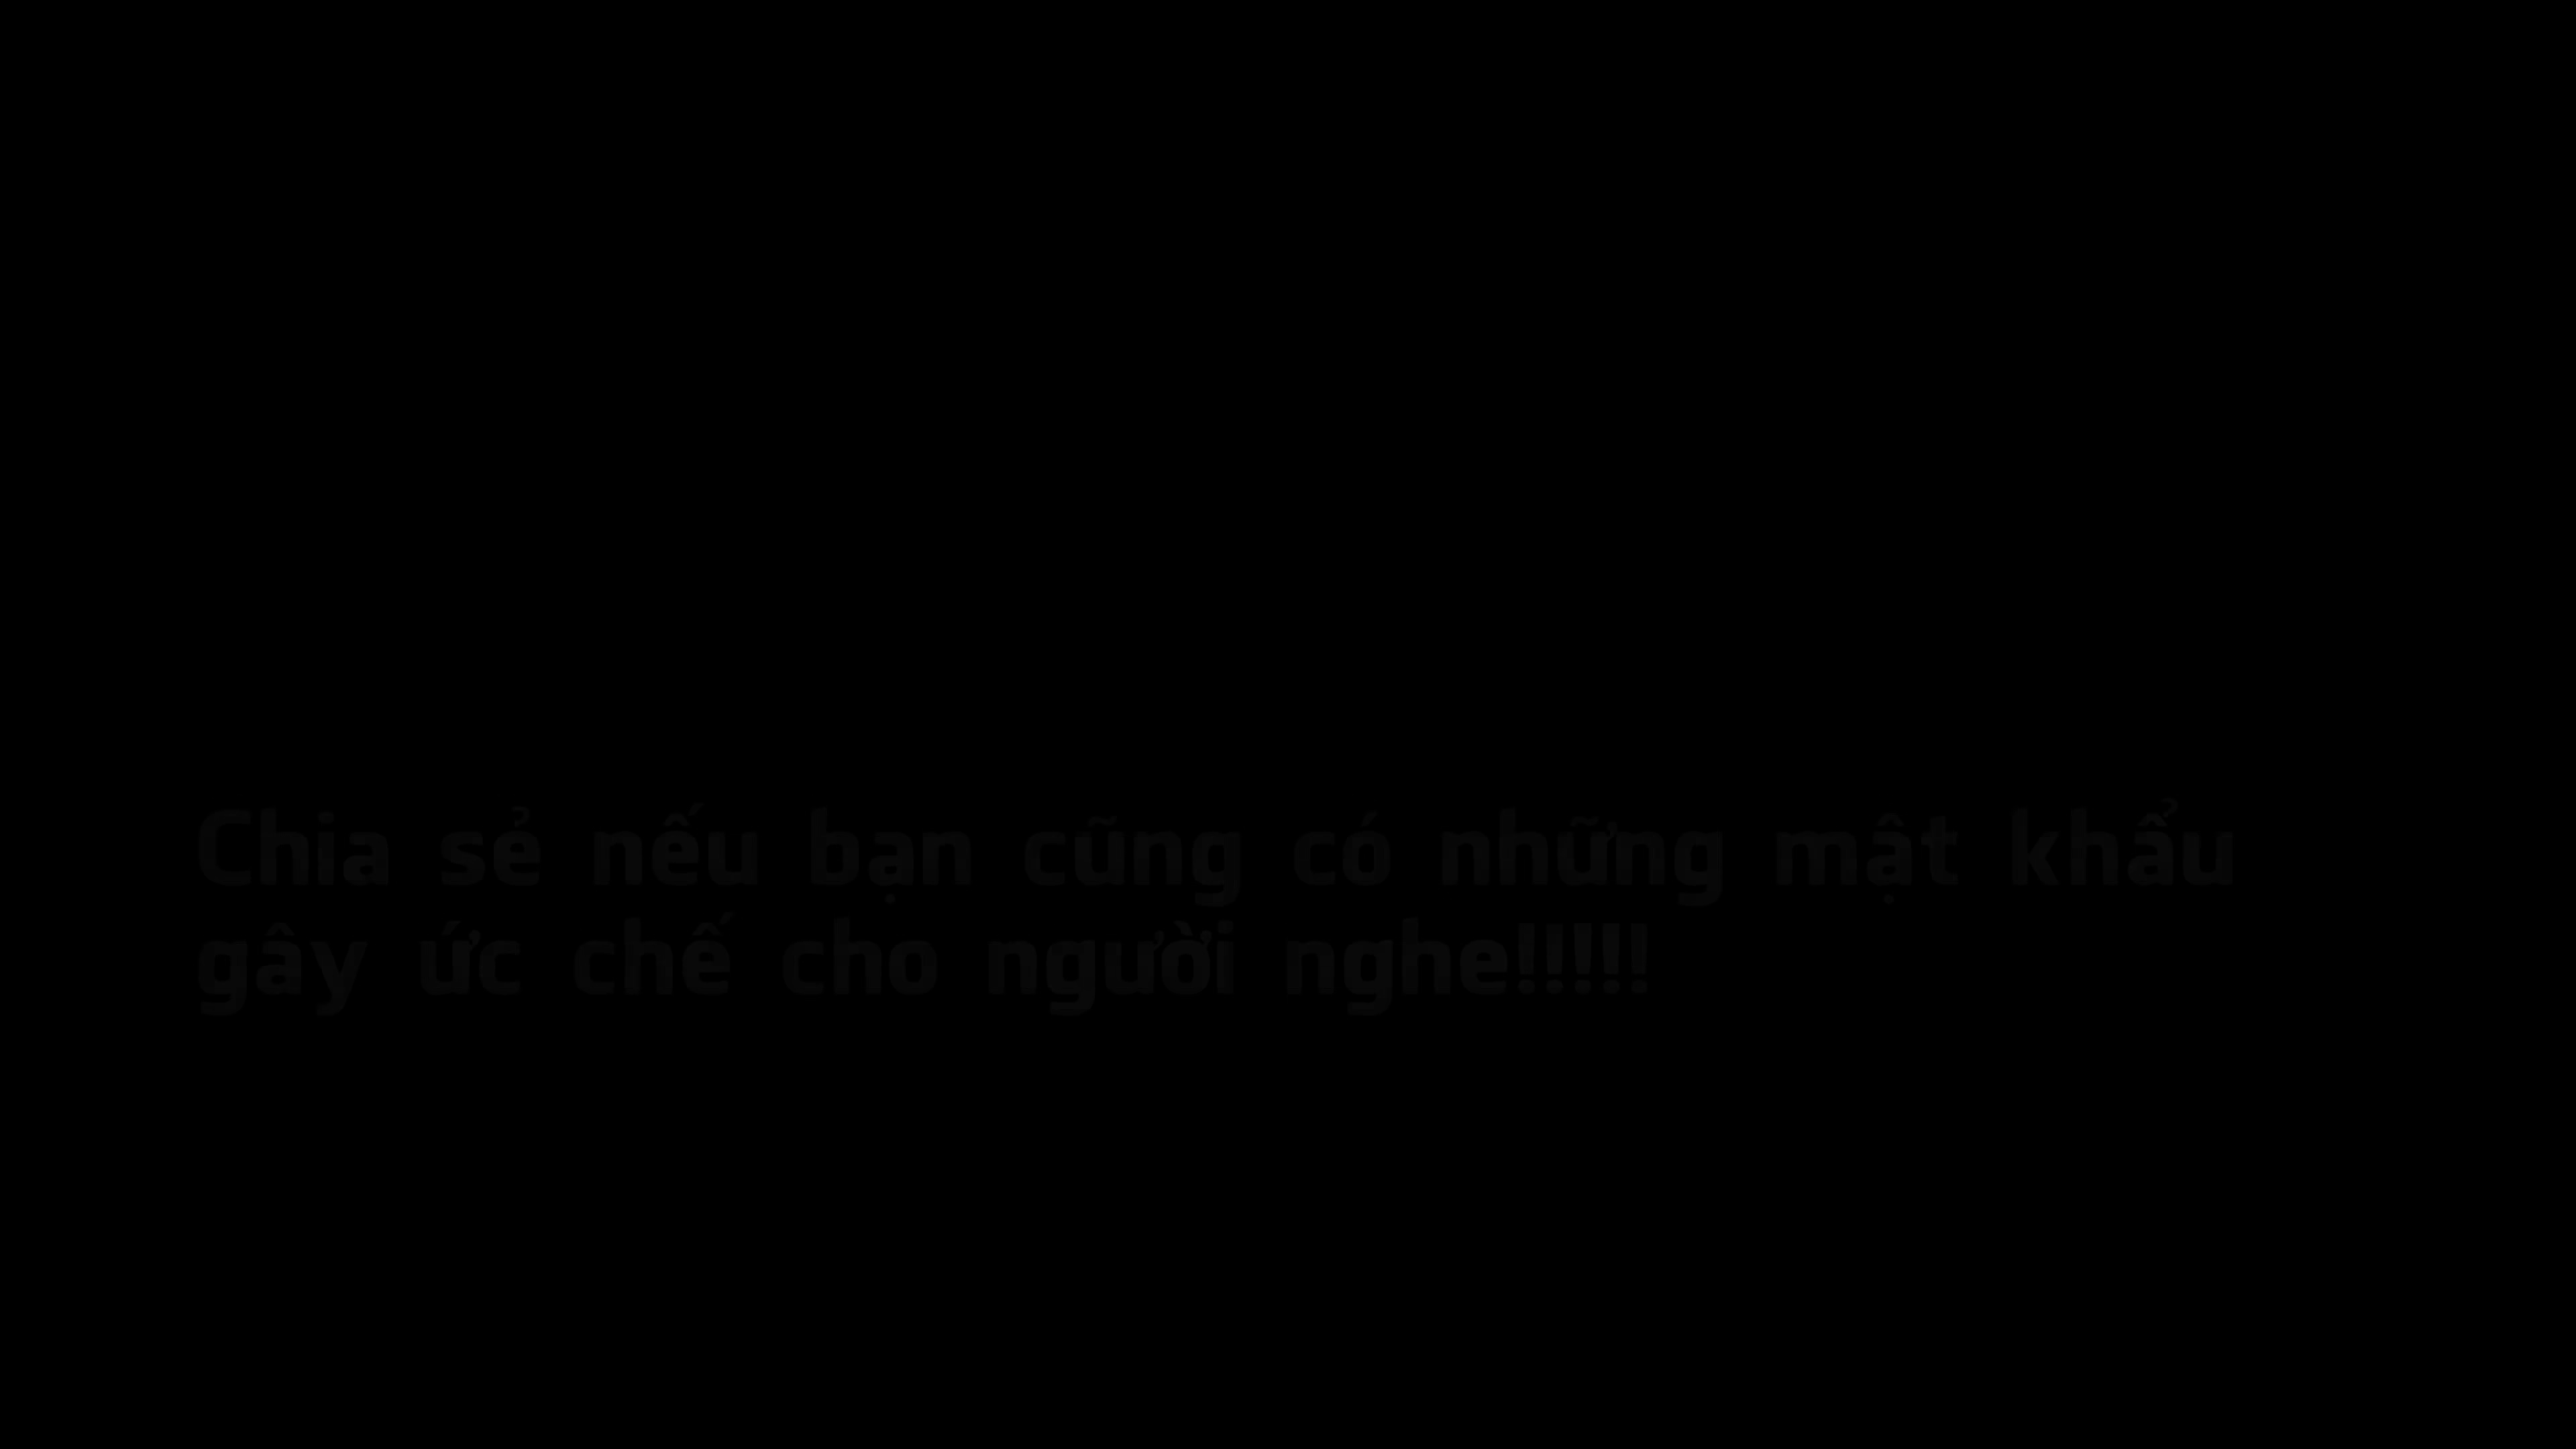 Chia sẻ nếu bạn cũng có những mật khẩu
gây ức chế cho người nghe!!!!!